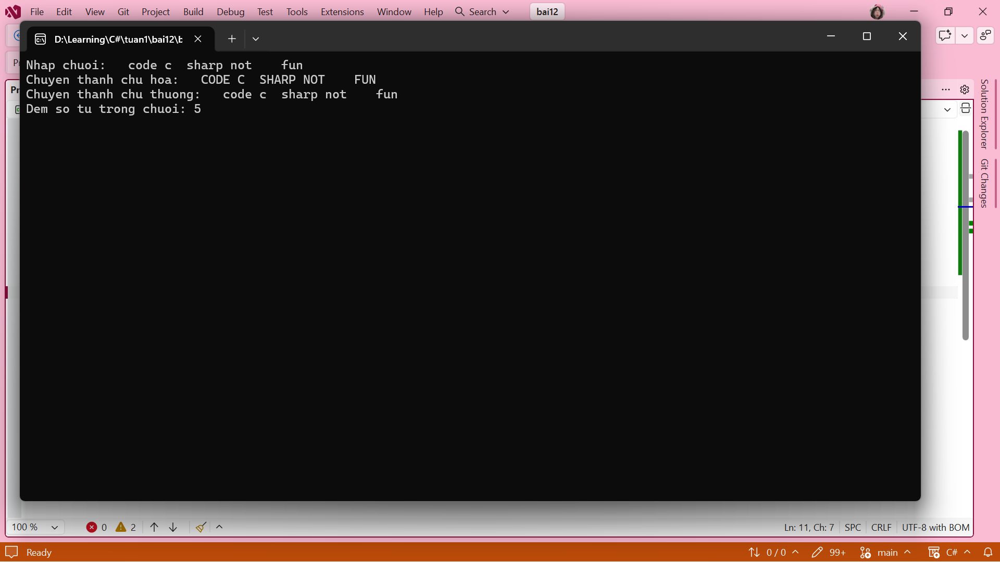 File Edit View Git Project Build Debug Test Tools Extensions Window Help Search bai12
D:\Learning\C#\tuan1\bai12\b
Nhap chuoi:   code c  sharp not    fun
Chuyen thanh chu hoa:   CODE C  SHARP NOT    FUN
Chuyen thanh chu thuong:   code c  sharp not    fun
Dem so tu trong chuoi: 5
Solution Explorer
Git Changes
100 % 0 2 Ln: 11, Ch: 7 SPC CRLF UTF-8 with BOM
Ready 0 / 0 99+ main C#